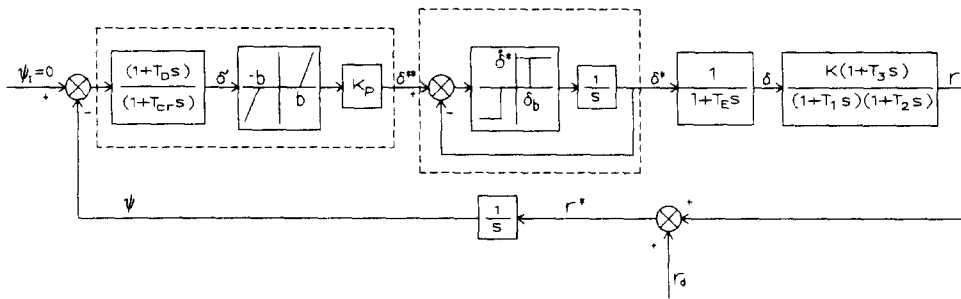 ψ₁=0
+
-
(1+T_D s)
(1+T_cr s)
δ'
-b
b
K_p
δ**
+
-
δ̇*
δ_b
1
s
δ*
1
1+T_E s
δ
K(1+T_3 s)
(1+T_1 s)(1+T_2 s)
r
ψ
1
s
r*
+
+
r_d